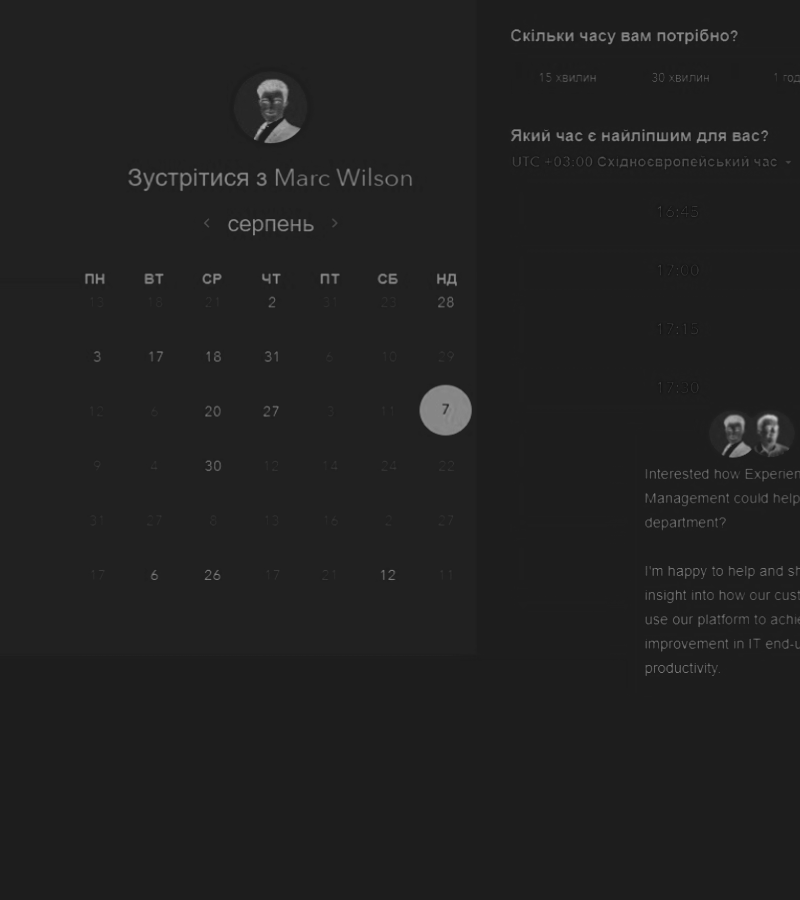 Зустрітися з Marc Wilson
серпень
ПН ВТ СР ЧТ ПТ СБ НД
13 18 21 2 31 23 28
3 17 18 31 6 10 29
12 6 20 27 3 11 7
9 4 30 12 14 24 22
31 27 8 13 16 2 27
17 6 26 17 21 12 11
Скільки часу вам потрібно?
15 хвилин 30 хвилин 1 год
Який час є найліпшим для вас?
UTC +03:00 Східноєвропейський час
16:45
17:00
17:15
17:30
Interested how Experien
Management could help
department?
I'm happy to help and sh
insight into how our cust
use our platform to achie
improvement in IT end-u
productivity.